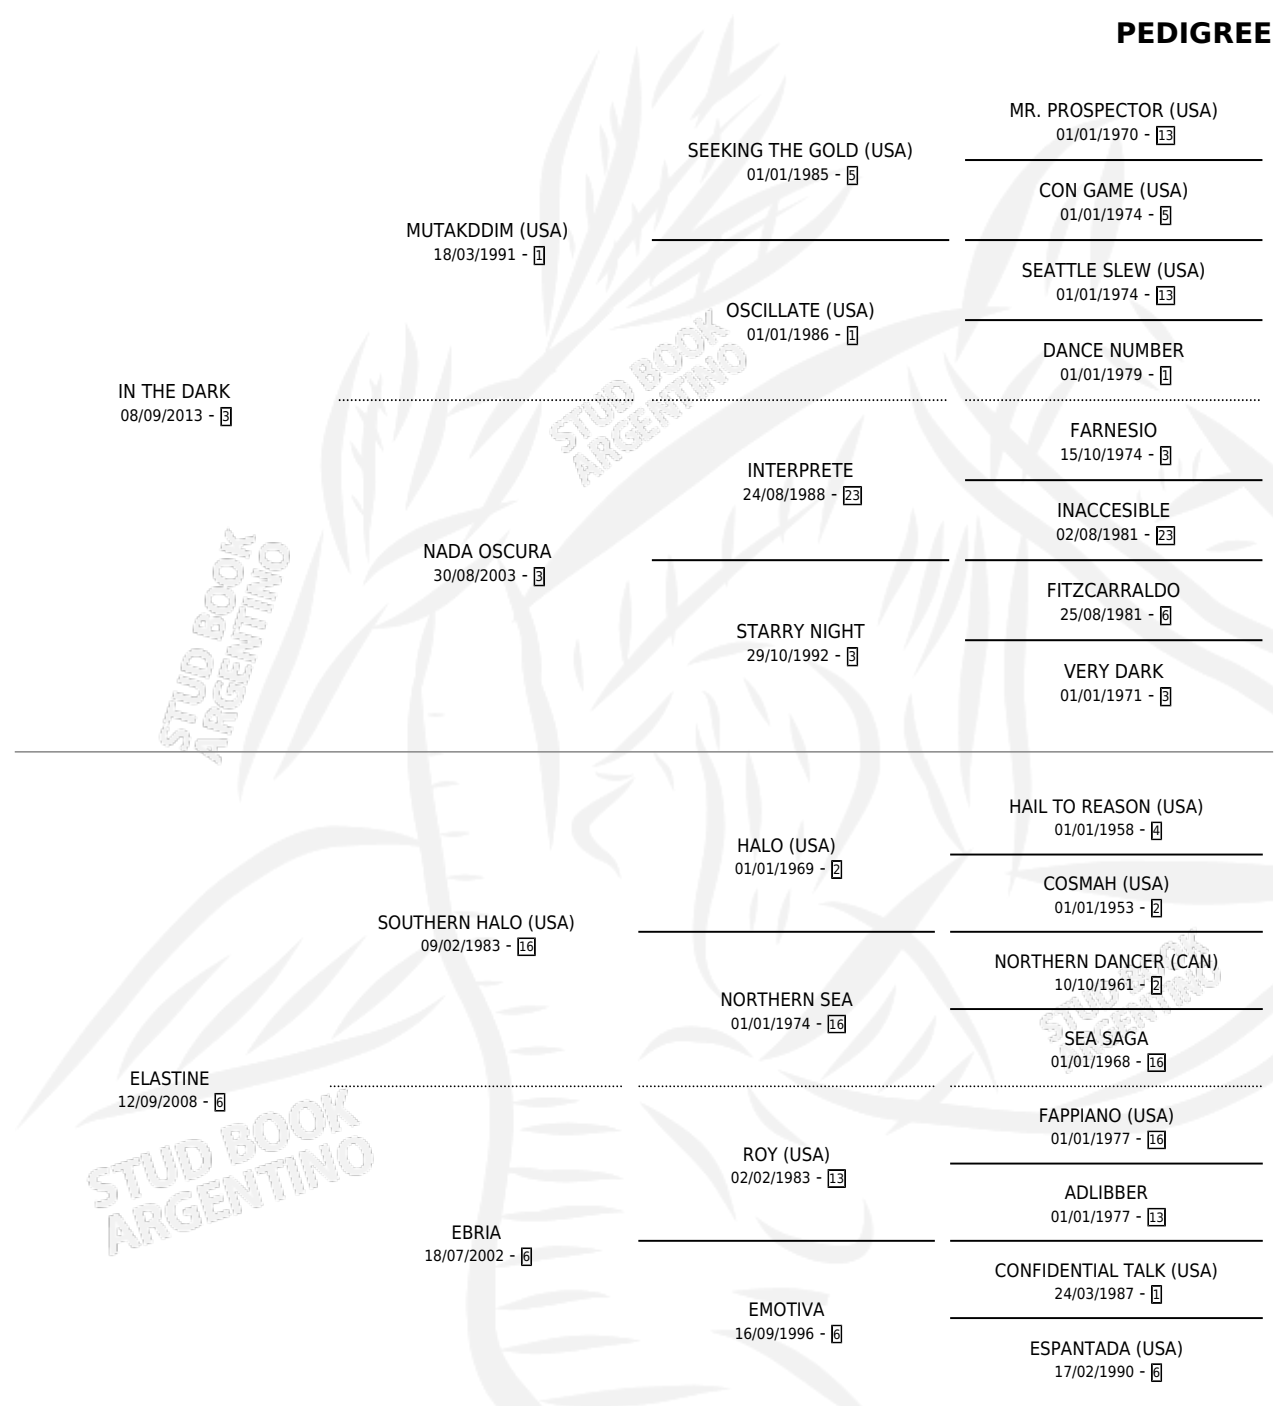 PEDIGREE
MR. PROSPECTOR (USA)
01/01/1970 - 13
SEEKING THE GOLD (USA)
01/01/1985 - 5
CON GAME (USA)
01/01/1974 - 5
MUTAKDDIM (USA)
18/03/1991 - 1
SEATTLE SLEW (USA)
01/01/1974 - 13
OSCILLATE (USA)
01/01/1986 - 1
DANCE NUMBER
01/01/1979 - 1
IN THE DARK
08/09/2013 - 3
STUD BOOK
ARGENTINO
FARNESIO
15/10/1974 - 3
INTERPRETE
24/08/1988 - 23
INACCESIBLE
02/08/1981 - 23
NADA OSCURA
30/08/2003 - 3
FITZCARRALDO
25/08/1981 - 6
STARRY NIGHT
29/10/1992 - 3
VERY DARK
01/01/1971 - 3
STUD BOOK
ARGENTINO
HAIL TO REASON (USA)
01/01/1958 - 4
HALO (USA)
01/01/1969 - 2
COSMAH (USA)
01/01/1953 - 2
SOUTHERN HALO (USA)
09/02/1983 - 16
NORTHERN DANCER (CAN)
10/10/1961 - 2
NORTHERN SEA
01/01/1974 - 16
SEA SAGA
01/01/1968 - 16
STUD BOOK
ARGENTINO
ELASTINE
12/09/2008 - 6
FAPPIANO (USA)
01/01/1977 - 16
ROY (USA)
02/02/1983 - 13
ADLIBBER
01/01/1977 - 13
STUD BOOK
ARGENTINO
EBRIA
18/07/2002 - 6
CONFIDENTIAL TALK (USA)
24/03/1987 - 1
EMOTIVA
16/09/1996 - 6
ESPANTADA (USA)
17/02/1990 - 6